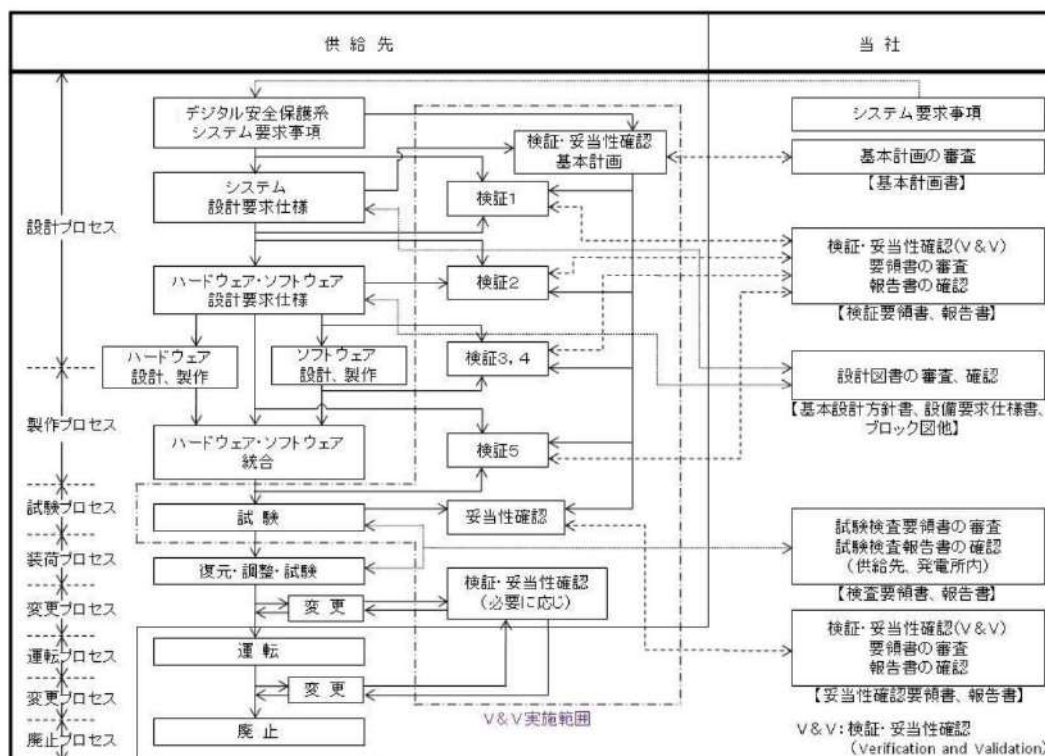 供給先
当社
デジタル安全保護系
システム要求事項
システム要求事項
検証・妥当性確認
基本計画
基本計画の審査
【基本計画書】
システム
設計要求仕様
検証1
設計プロセス
検証・妥当性確認(V&V)
要領書の審査
報告書の確認
【検証要領書、報告書】
ハードウェア・ソフトウェア
設計要求仕様
検証2
ハードウェア
設計、製作
ソフトウェア
設計、製作
検証3,4
設計図書の審査、確認
【基本設計方針書、設備要求仕様書、
ブロック図他】
製作プロセス
ハードウェア・ソフトウェア
統合
検証5
試験プロセス
試験
妥当性確認
試験検査要領書の審査
試験検査報告書の確認
(供給先、発電所内)
【検査要領書、報告書】
装荷プロセス
復元・調整・試験
検証・妥当性確認
(必要に応じ)
変更プロセス
変更
運転プロセス
運転
検証・妥当性確認(V&V)
要領書の審査
報告書の確認
【妥当性確認要領書、報告書】
変更プロセス
変更
V&V実施範囲
廃止プロセス
廃止
V&V:検証・妥当性確認
(Verification and Validation)